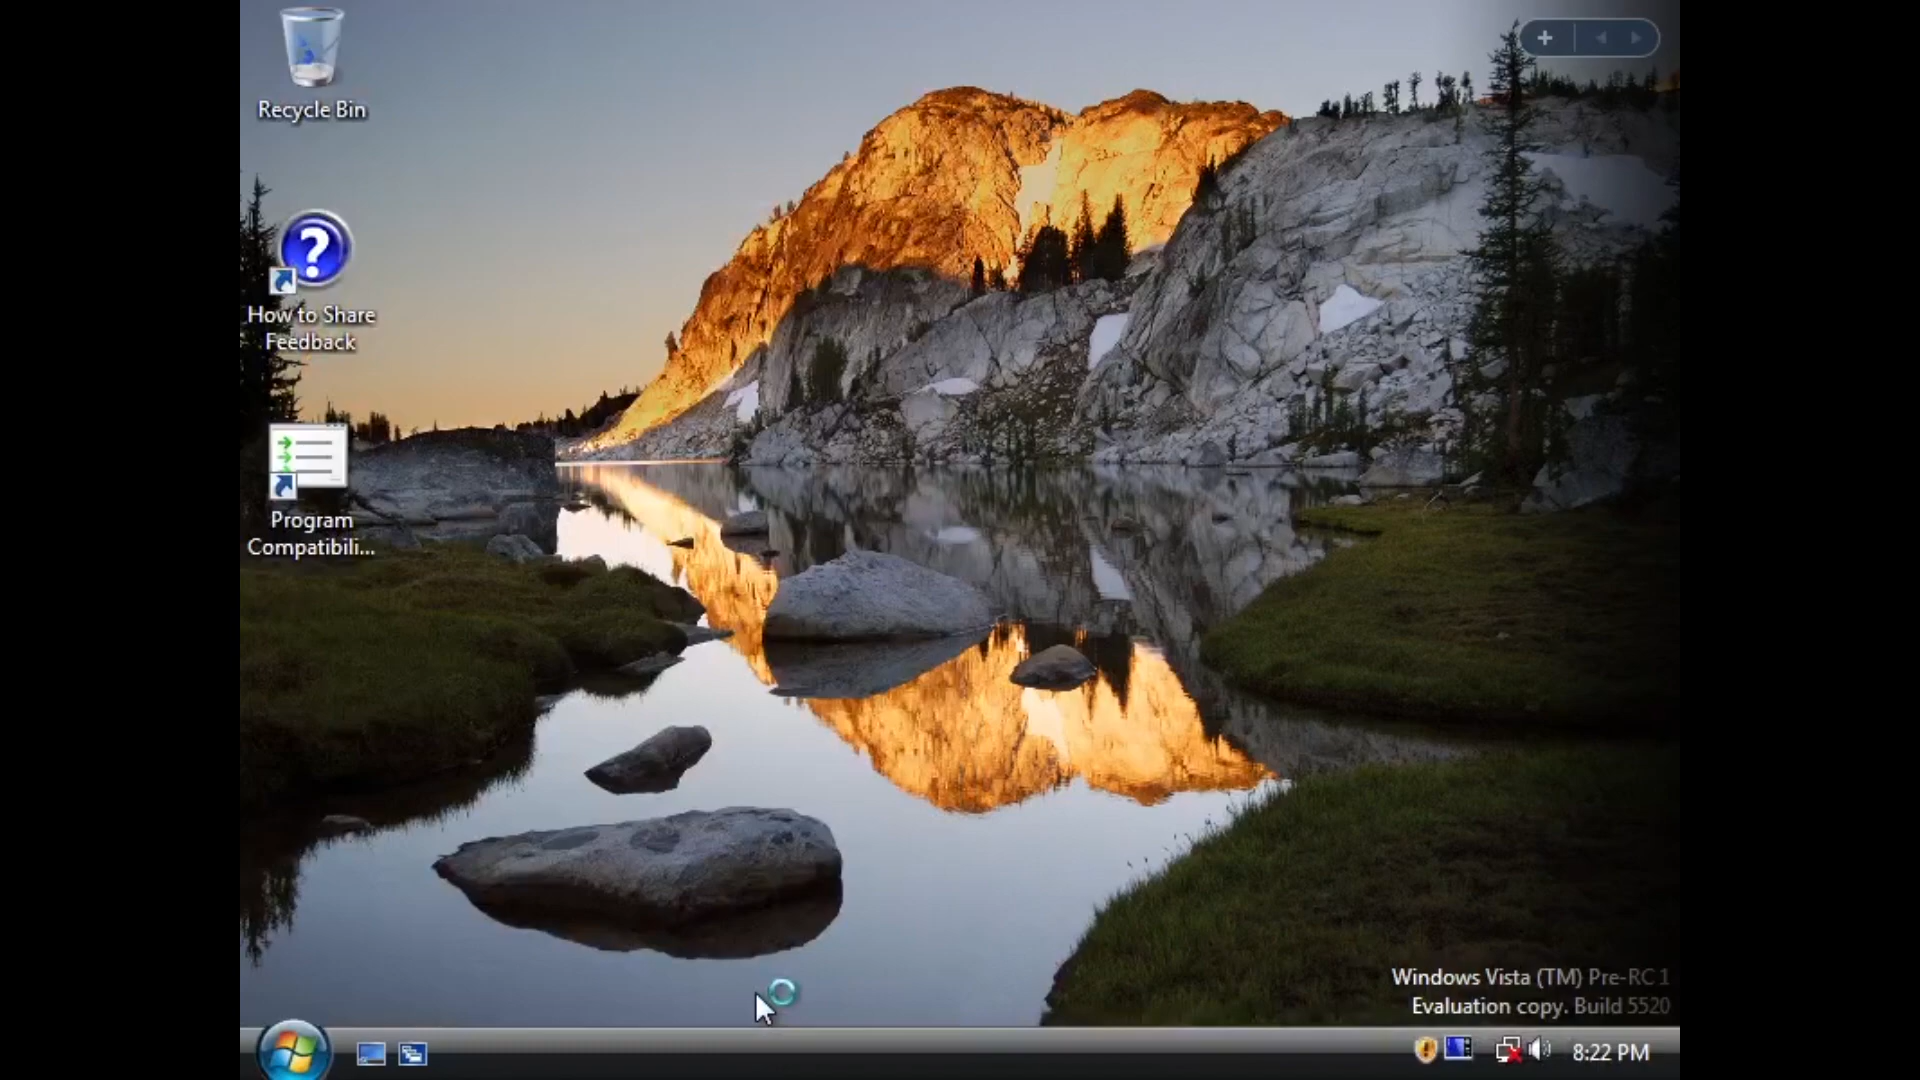 Recycle Bin
How to Share
Feedback
Program
Compatibili...
Windows Vista (TM) Pre-RC1
Evaluation copy. Build 5520
8:22 PM